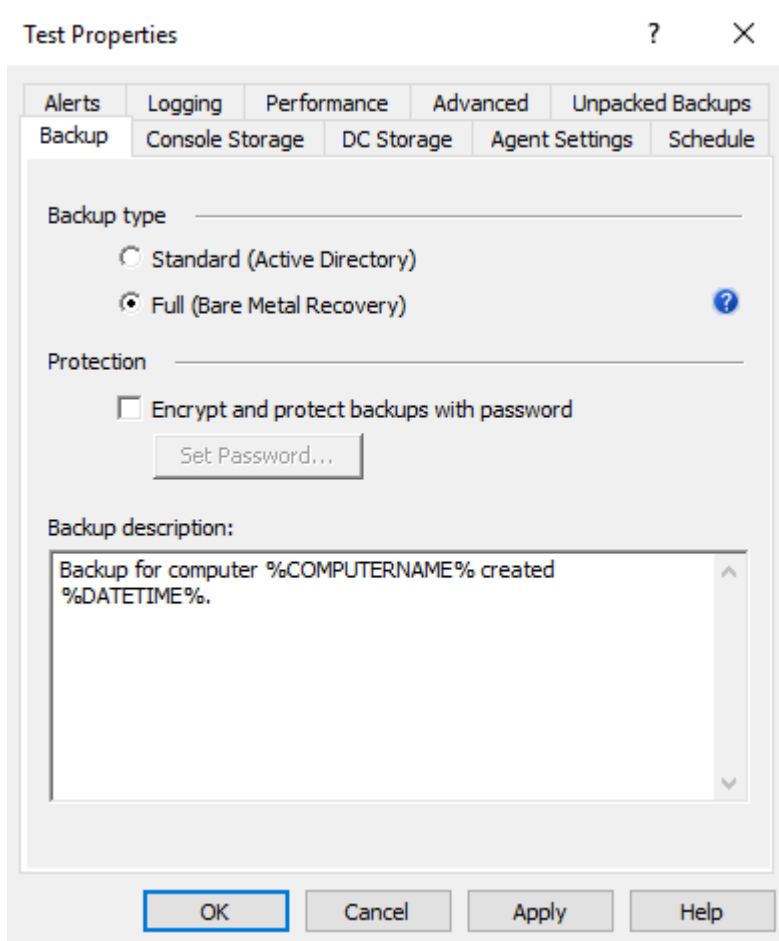 Test Properties ? ×
Alerts Logging Performance Advanced Unpacked Backups
Backup Console Storage DC Storage Agent Settings Schedule
Backup type
Standard (Active Directory)
Full (Bare Metal Recovery) ?
Protection
Encrypt and protect backups with password
Set Password...
Backup description:
Backup for computer %COMPUTERNAME% created
%DATETIME%.
OK Cancel Apply Help